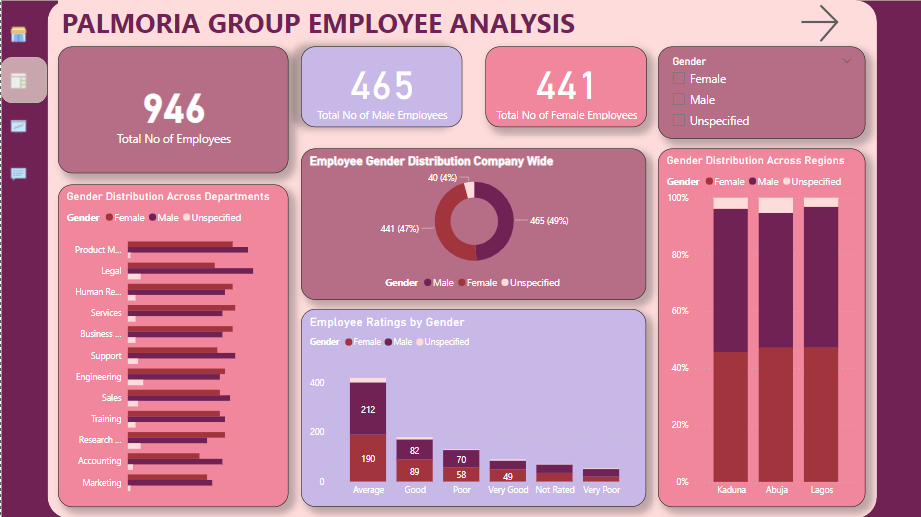 PALMORIA GROUP EMPLOYEE ANALYSIS
946
Total No of Employees
465
Total No of Male Employees
441
Total No of Female Employees
Gender
Female
Male
Unspecified
Gender Distribution Across Departments
Gender Female Male Unspecified
Product M...
Legal
Human Re...
Services
Business ...
Support
Engineering
Sales
Training
Research ...
Accounting
Marketing
Employee Gender Distribution Company Wide
40 (4%)
441 (47%)
465 (49%)
Gender Male Female Unspecified
Employee Ratings by Gender
Gender Female Male Unspecified
400
200
0
212
190
82
89
70
58
49
Average Good Poor Very Good Not Rated Very Poor
Gender Distribution Across Regions
Gender Female Male Unspecified
100%
80%
60%
40%
20%
0%
Kaduna Abuja Lagos